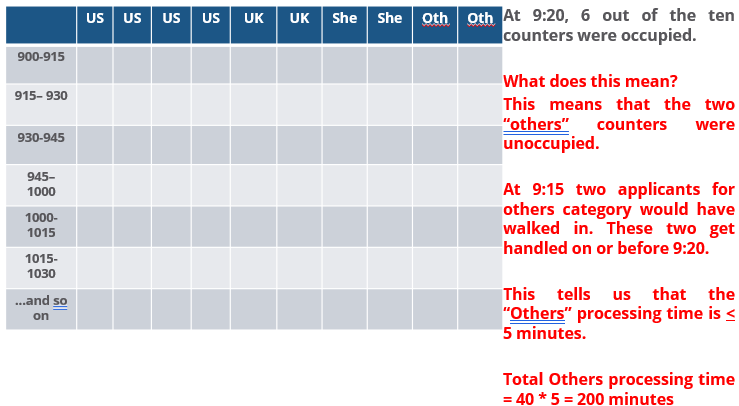 US US US US UK UK She She Oth Oth
900-915
915– 930
930-945
945–
1000
1000-
1015
1015-
1030
...and so
on
At 9:20, 6 out of the ten
counters were occupied.
What does this mean?
This means that the two
“others” counters were
unoccupied.
At 9:15 two applicants for
others category would have
walked in. These two get
handled on or before 9:20.
This tells us that the
“Others” processing time is <
5 minutes.
Total Others processing time
= 40 * 5 = 200 minutes